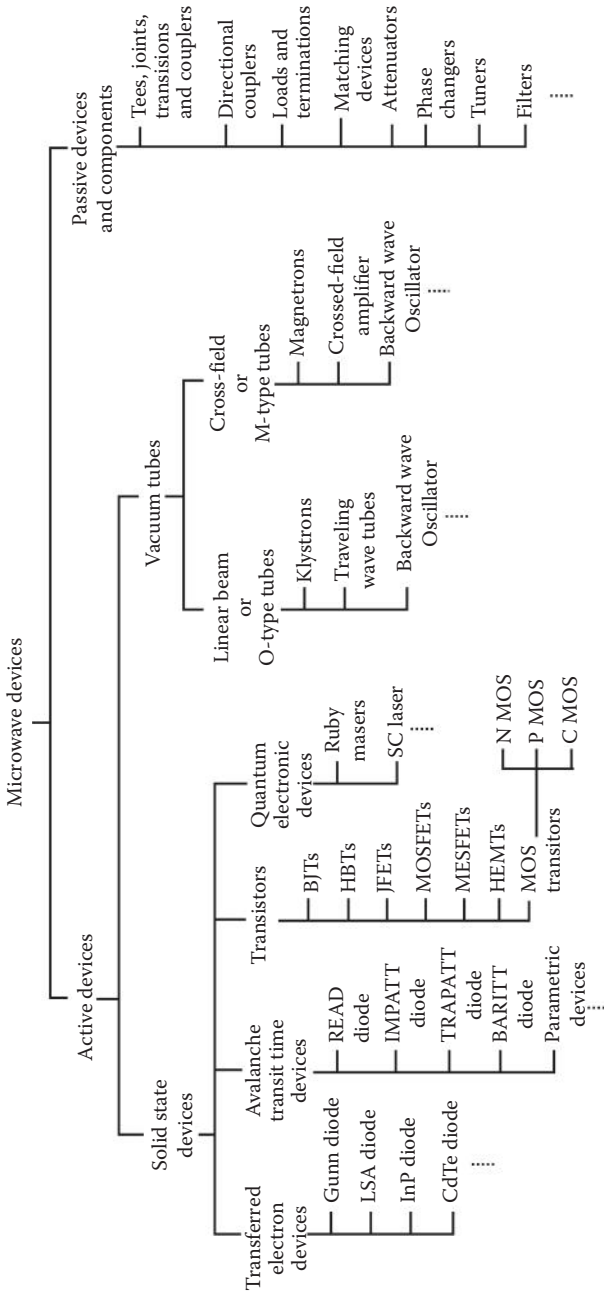 Microwave devices
Active devices
Solid state
devices
Transferred
electron
devices
Gunn diode
LSA diode
InP diode
CdTe diode
Avalanche
transit time
devices
READ
diode
IMPATT
diode
TRAPATT
diode
BARITT
diode
Parametric
devices
Transistors
BJTs
HBTs
JFETs
MOSFETs
MESFETs
HEMTs
MOS
transitors
N MOS
P MOS
C MOS
Quantum
electronic
devices
Ruby
masers
SC laser
Vacuum tubes
Linear beam
or
O-type tubes
Klystrons
Traveling
wave tubes
Backward wave
Oscillator
Cross-field
or
M-type tubes
Magnetrons
Crossed-field
amplifier
Backward wave
Oscillator
Passive devices
and components
Tees, joints,
transisions
and couplers
Directional
couplers
Loads and
terminations
Matching
devices
Attenuators
Phase
changers
Tuners
Filters